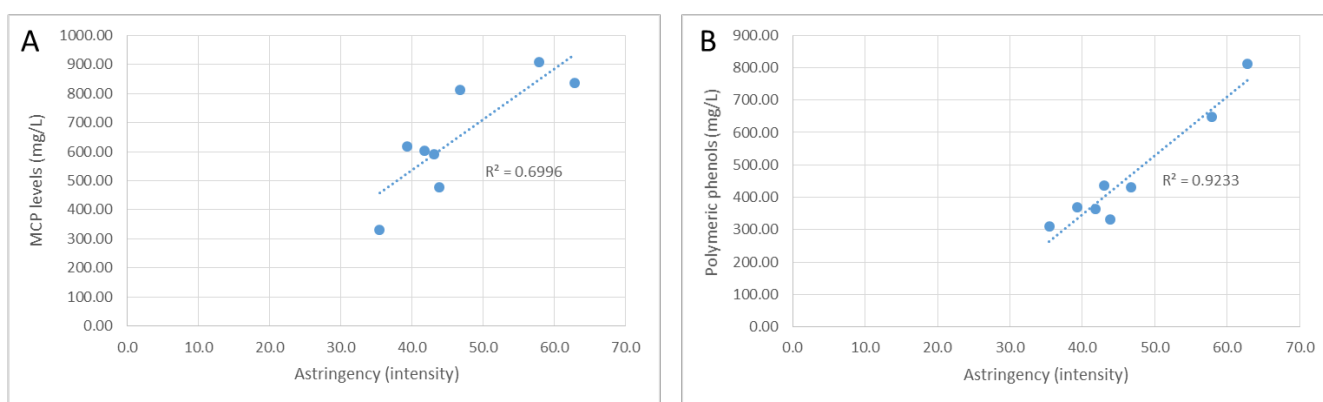 A
MCP levels (mg/L)
1000.00
900.00
800.00
700.00
600.00
500.00
400.00
300.00
200.00
100.00
0.00
R² = 0.6996
0.0 10.0 20.0 30.0 40.0 50.0 60.0 70.0
Astringency (intensity)
B
Polymeric phenols (mg/L)
900.00
800.00
700.00
600.00
500.00
400.00
300.00
200.00
100.00
0.00
R² = 0.9233
0.0 10.0 20.0 30.0 40.0 50.0 60.0 70.0
Astringency (intensity)